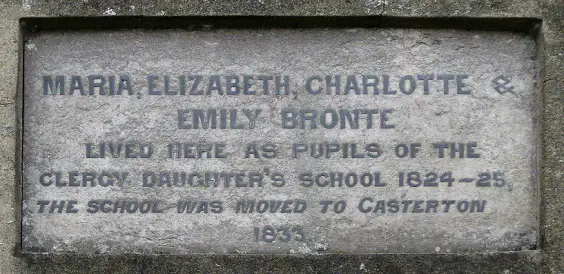 MARIA, ELIZABETH, CHARLOTTE &
EMILY BRONTE
LIVED HERE AS PUPILS OF THE
CLERGY DAUGHTER'S SCHOOL 1824-25,
THE SCHOOL WAS MOVED TO CASTERTON
1833